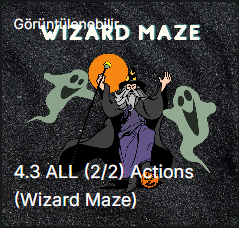 Görüntülenebilir
WIZARD MAZE
4.3 ALL (2/2) Actions
(Wizard Maze)